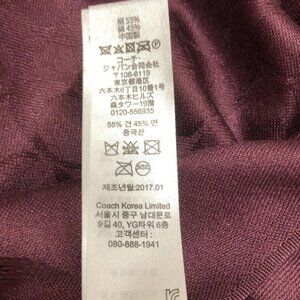 絹 55%
綿 45%
中国製
コーチ・
ジャパン合同会社
〒106-6119
東京都港区
六本木6丁目10番1号
六本木ヒルズ
森タワー19階
0120-556935
55% 견 45% 면
중국산
제조년월:2017.01
Coach Korea Limited
서울시 중구 남대문로
9길 40, YG타워 6층
고객센터 :
080-888-1941